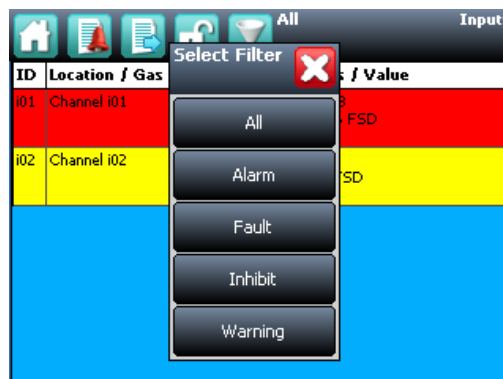 All Input
Select Filter
ID Location / Gas / Value
i01 Channel i01
FSD
i02 Channel i02
All
Alarm
Fault
Inhibit
Warning